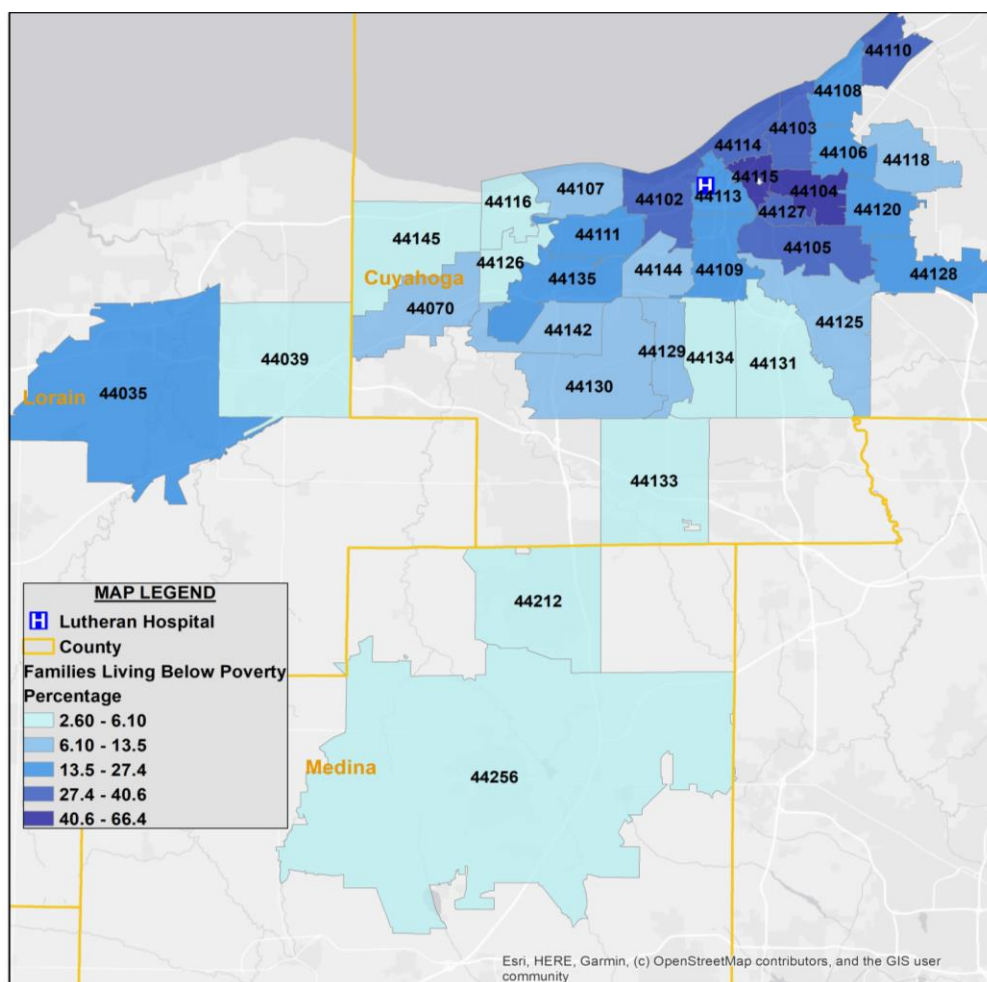 44110
44108
44103
44114
44106
44118
44115
44104
44107
44102
44113
44116
44127
44120
44145
44111
44105
44126
44128
Cuyahoga
44135
44144
44109
44070
44125
44142
44039
44129
44134
44131
44035
Lorain
44130
44133
MAP LEGEND
H Lutheran Hospital
County
Families Living Below Poverty
Percentage
2.60 - 6.10
6.10 - 13.5
13.5 - 27.4
27.4 - 40.6
40.6 - 66.4
44212
Medina
44256
Esri, HERE, Garmin, (c) OpenStreetMap contributors, and the GIS user
community
H